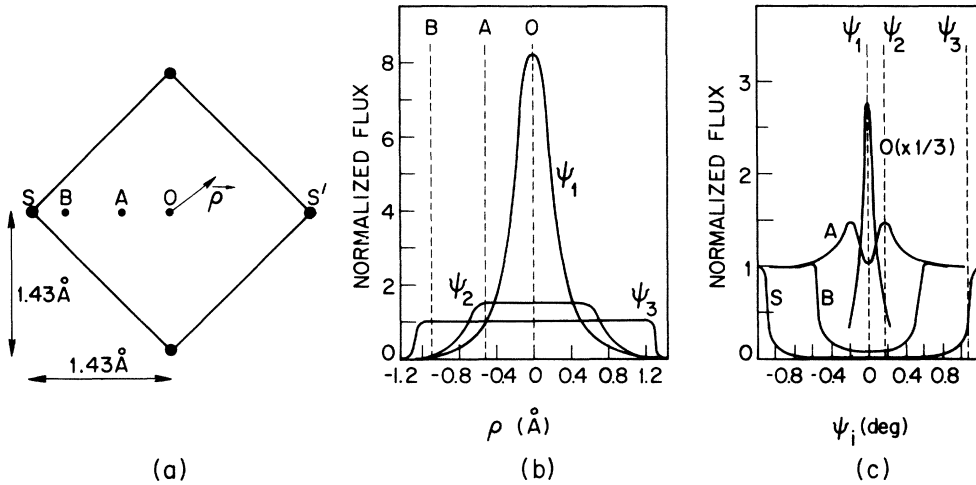 S
B
A
O
S'
ρ
1.43Å
1.43Å
(a)
B
A
O
NORMALIZED FLUX
8
6
4
2
0
ψ1
ψ2
ψ3
-1.2 -0.8 -0.4 0 0.4 0.8 1.2
ρ (Å)
(b)
ψ1 ψ2 ψ3
NORMALIZED FLUX
3
2
1
0
O(x1/3)
A
S
B
-0.8 -0.4 0 0.4 0.8
ψi (deg)
(c)